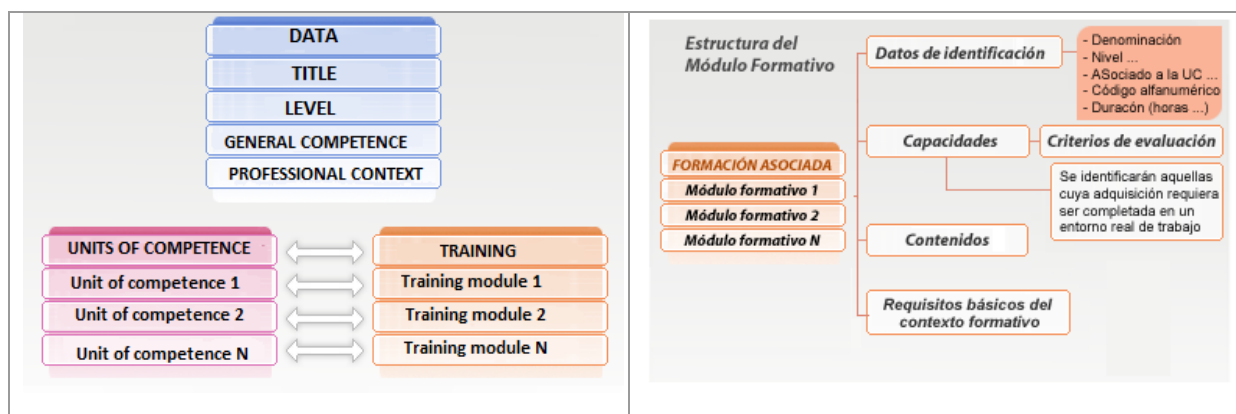 DATA
TITLE
LEVEL
GENERAL COMPETENCE
PROFESSIONAL CONTEXT
UNITS OF COMPETENCE
TRAINING
Unit of competence 1
Training module 1
Unit of competence 2
Training module 2
Unit of competence N
Training module N
Estructura del
Módulo Formativo
Datos de identificación
- Denominación
- Nivel ...
- ASociado a la UC ...
- Código alfanumérico
- Duracón (horas ...)
Capacidades
Criterios de evaluación
FORMACIÓN ASOCIADA
Módulo formativo 1
Módulo formativo 2
Módulo formativo N
Se identificarán aquellas
cuya adquisición requiera
ser completada en un
entorno real de trabajo
Contenidos
Requisitos básicos del
contexto formativo